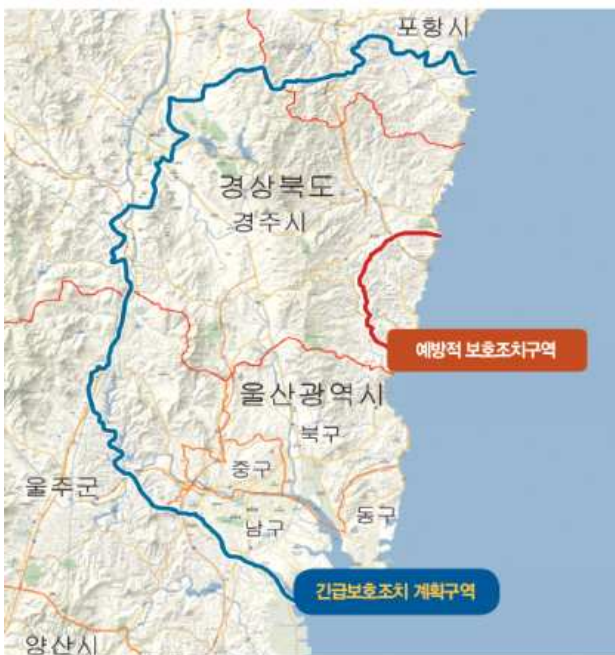 포항시
경상북도
경주시
예방적 보호조치구역
울산광역시
북구
중구
울주군
동구
남구
긴급보호조치 계획구역
양산시